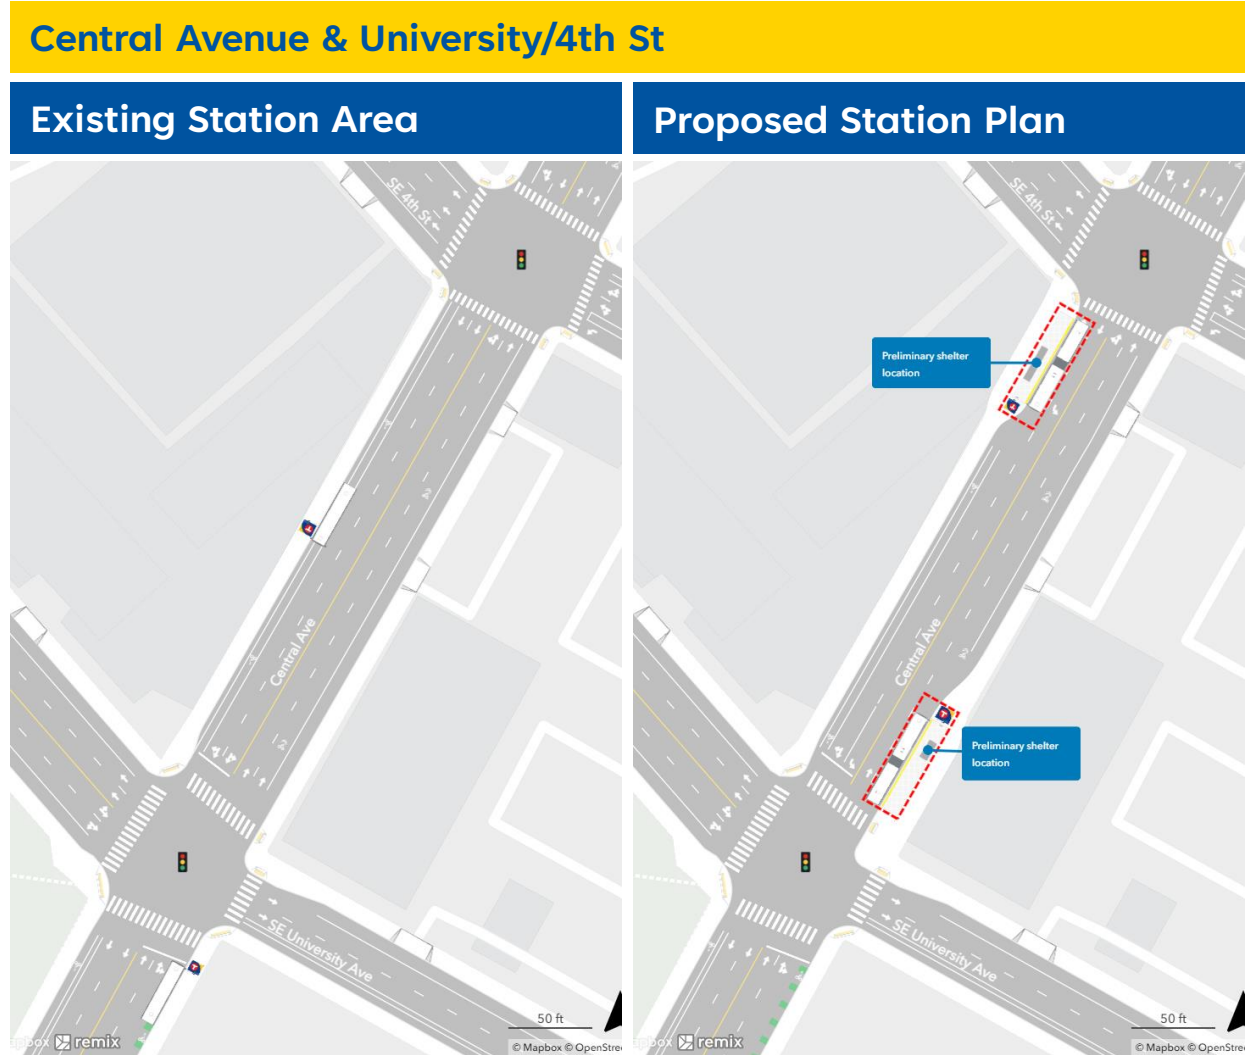 Central Avenue & University/4th St
Existing Station Area
Proposed Station Plan
SE 4th St
Central Ave
SE University Ave
50 ft
remix
© Mapbox © OpenStree
SE 4th St
Preliminary shelter
location
Central Ave
Preliminary shelter
location
SE University Ave
50 ft
remix
© Mapbox © OpenStree